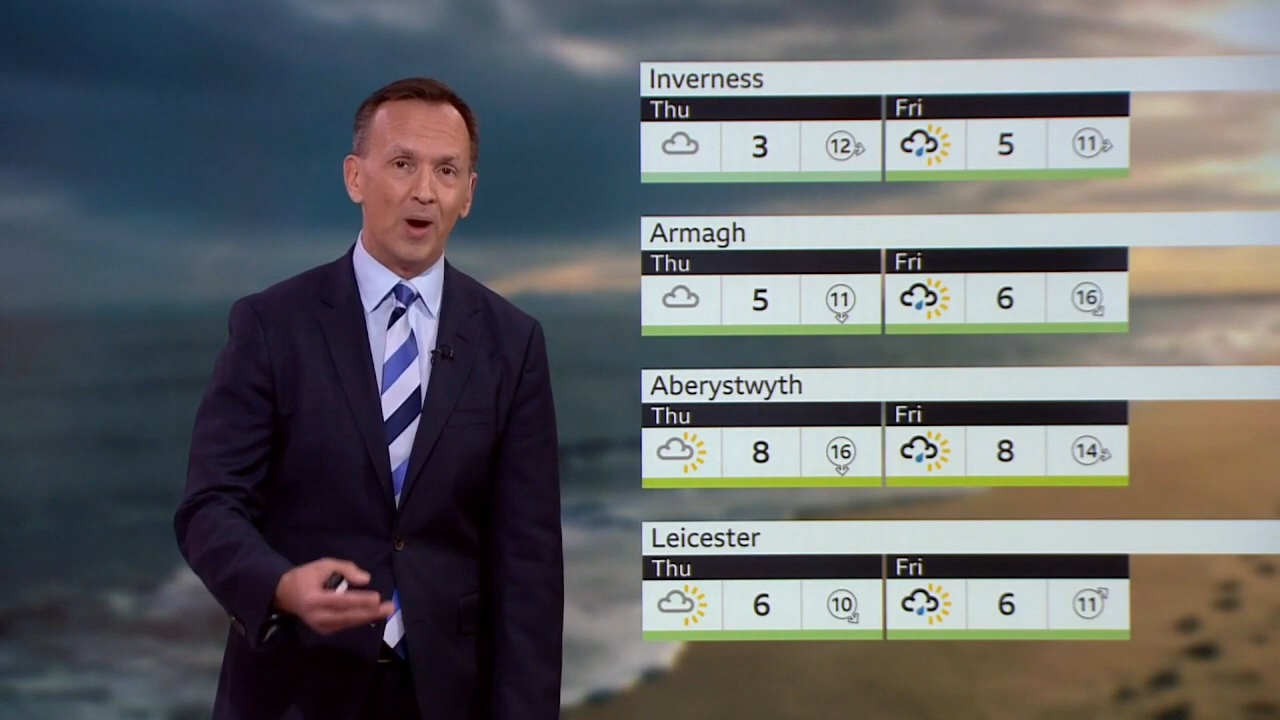 Inverness
Thu Fri
3 12 5 11
Armagh
Thu Fri
5 11 6 16
Aberystwyth
Thu Fri
8 16 8 14
Leicester
Thu Fri
6 10 6 11